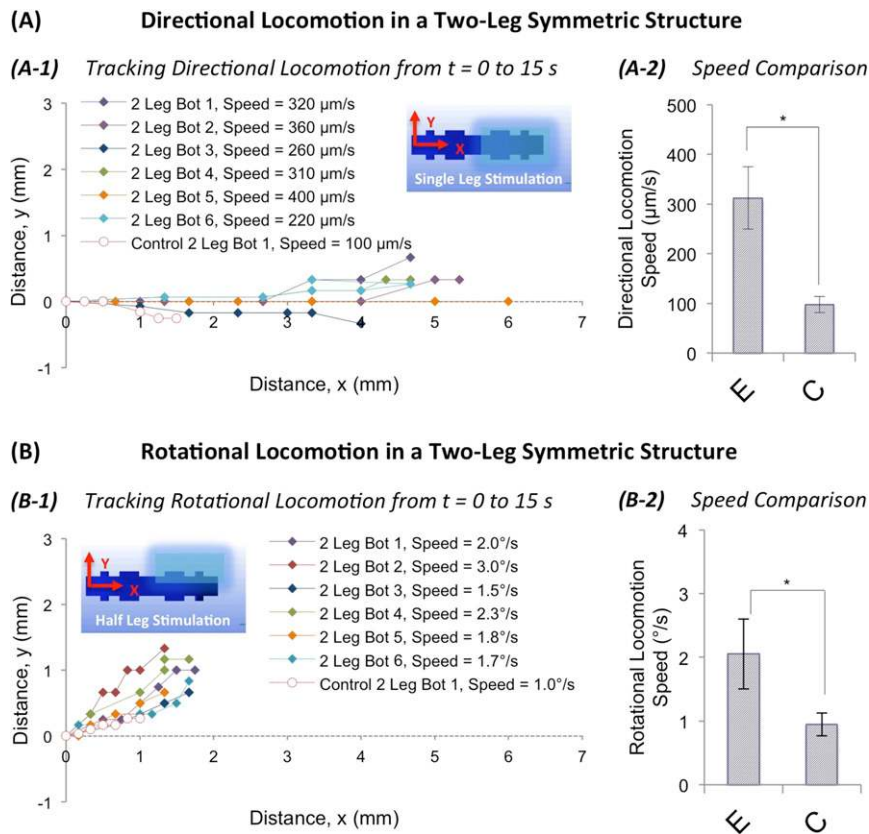 (A) Directional Locomotion in a Two-Leg Symmetric Structure
(A-1) Tracking Directional Locomotion from t = 0 to 15 s
3
2
1
0
-1
Distance, y (mm)
2 Leg Bot 1, Speed = 320 μm/s
2 Leg Bot 2, Speed = 360 μm/s
2 Leg Bot 3, Speed = 260 μm/s
2 Leg Bot 4, Speed = 310 μm/s
2 Leg Bot 5, Speed = 400 μm/s
2 Leg Bot 6, Speed = 220 μm/s
Control 2 Leg Bot 1, Speed = 100 μm/s
Y
X
Single Leg Stimulation
0 1 2 3 4 5 6 7
Distance, x (mm)
(A-2) Speed Comparison
500
400
300
200
100
0
Directional Locomotion
Speed (μm/s)
*
E C
(B) Rotational Locomotion in a Two-Leg Symmetric Structure
(B-1) Tracking Rotational Locomotion from t = 0 to 15 s
3
2
1
0
-1
Distance, y (mm)
Y
X
Half Leg Stimulation
2 Leg Bot 1, Speed = 2.0°/s
2 Leg Bot 2, Speed = 3.0°/s
2 Leg Bot 3, Speed = 1.5°/s
2 Leg Bot 4, Speed = 2.3°/s
2 Leg Bot 5, Speed = 1.8°/s
2 Leg Bot 6, Speed = 1.7°/s
Control 2 Leg Bot 1, Speed = 1.0°/s
0 1 2 3 4 5 6 7
Distance, x (mm)
(B-2) Speed Comparison
4
3
2
1
0
Rotational Locomotion
Speed (°/s)
*
E C